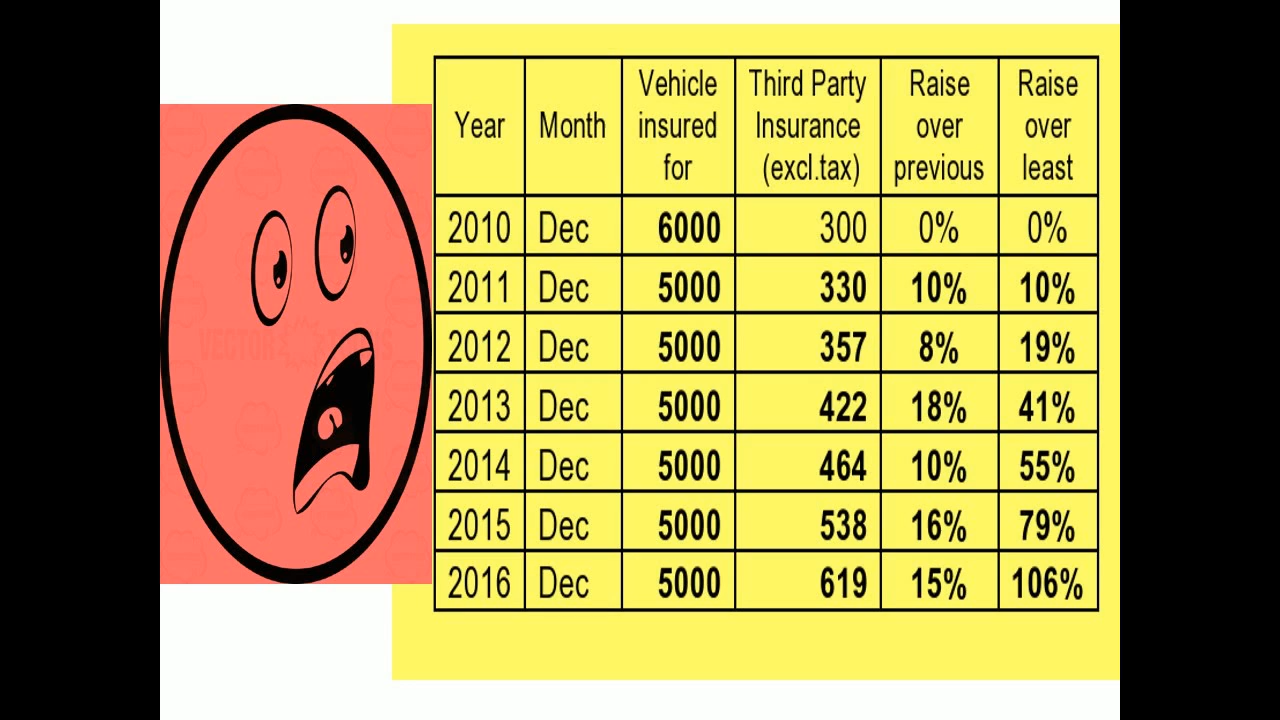 Year Month Vehicle insured for Third Party Insurance (excl.tax) Raise over previous Raise over least
2010 Dec 6000 300 0% 0%
2011 Dec 5000 330 10% 10%
2012 Dec 5000 357 8% 19%
2013 Dec 5000 422 18% 41%
2014 Dec 5000 464 10% 55%
2015 Dec 5000 538 16% 79%
2016 Dec 5000 619 15% 106%
VECTOR